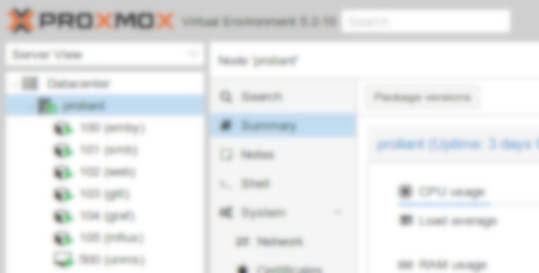 PROXMOX Virtual Environment 5.2-10 Search
Server View
Node 'proliant'
Datacenter
proliant
100 (emby)
101 (smb)
102 (web)
103 (git)
104 (graf)
105 (influx)
500 (unms)
Search
Summary
Notes
Shell
System
Network
Certificates
Package versions
proliant (Uptime: 3 days
CPU usage
Load average
RAM usage